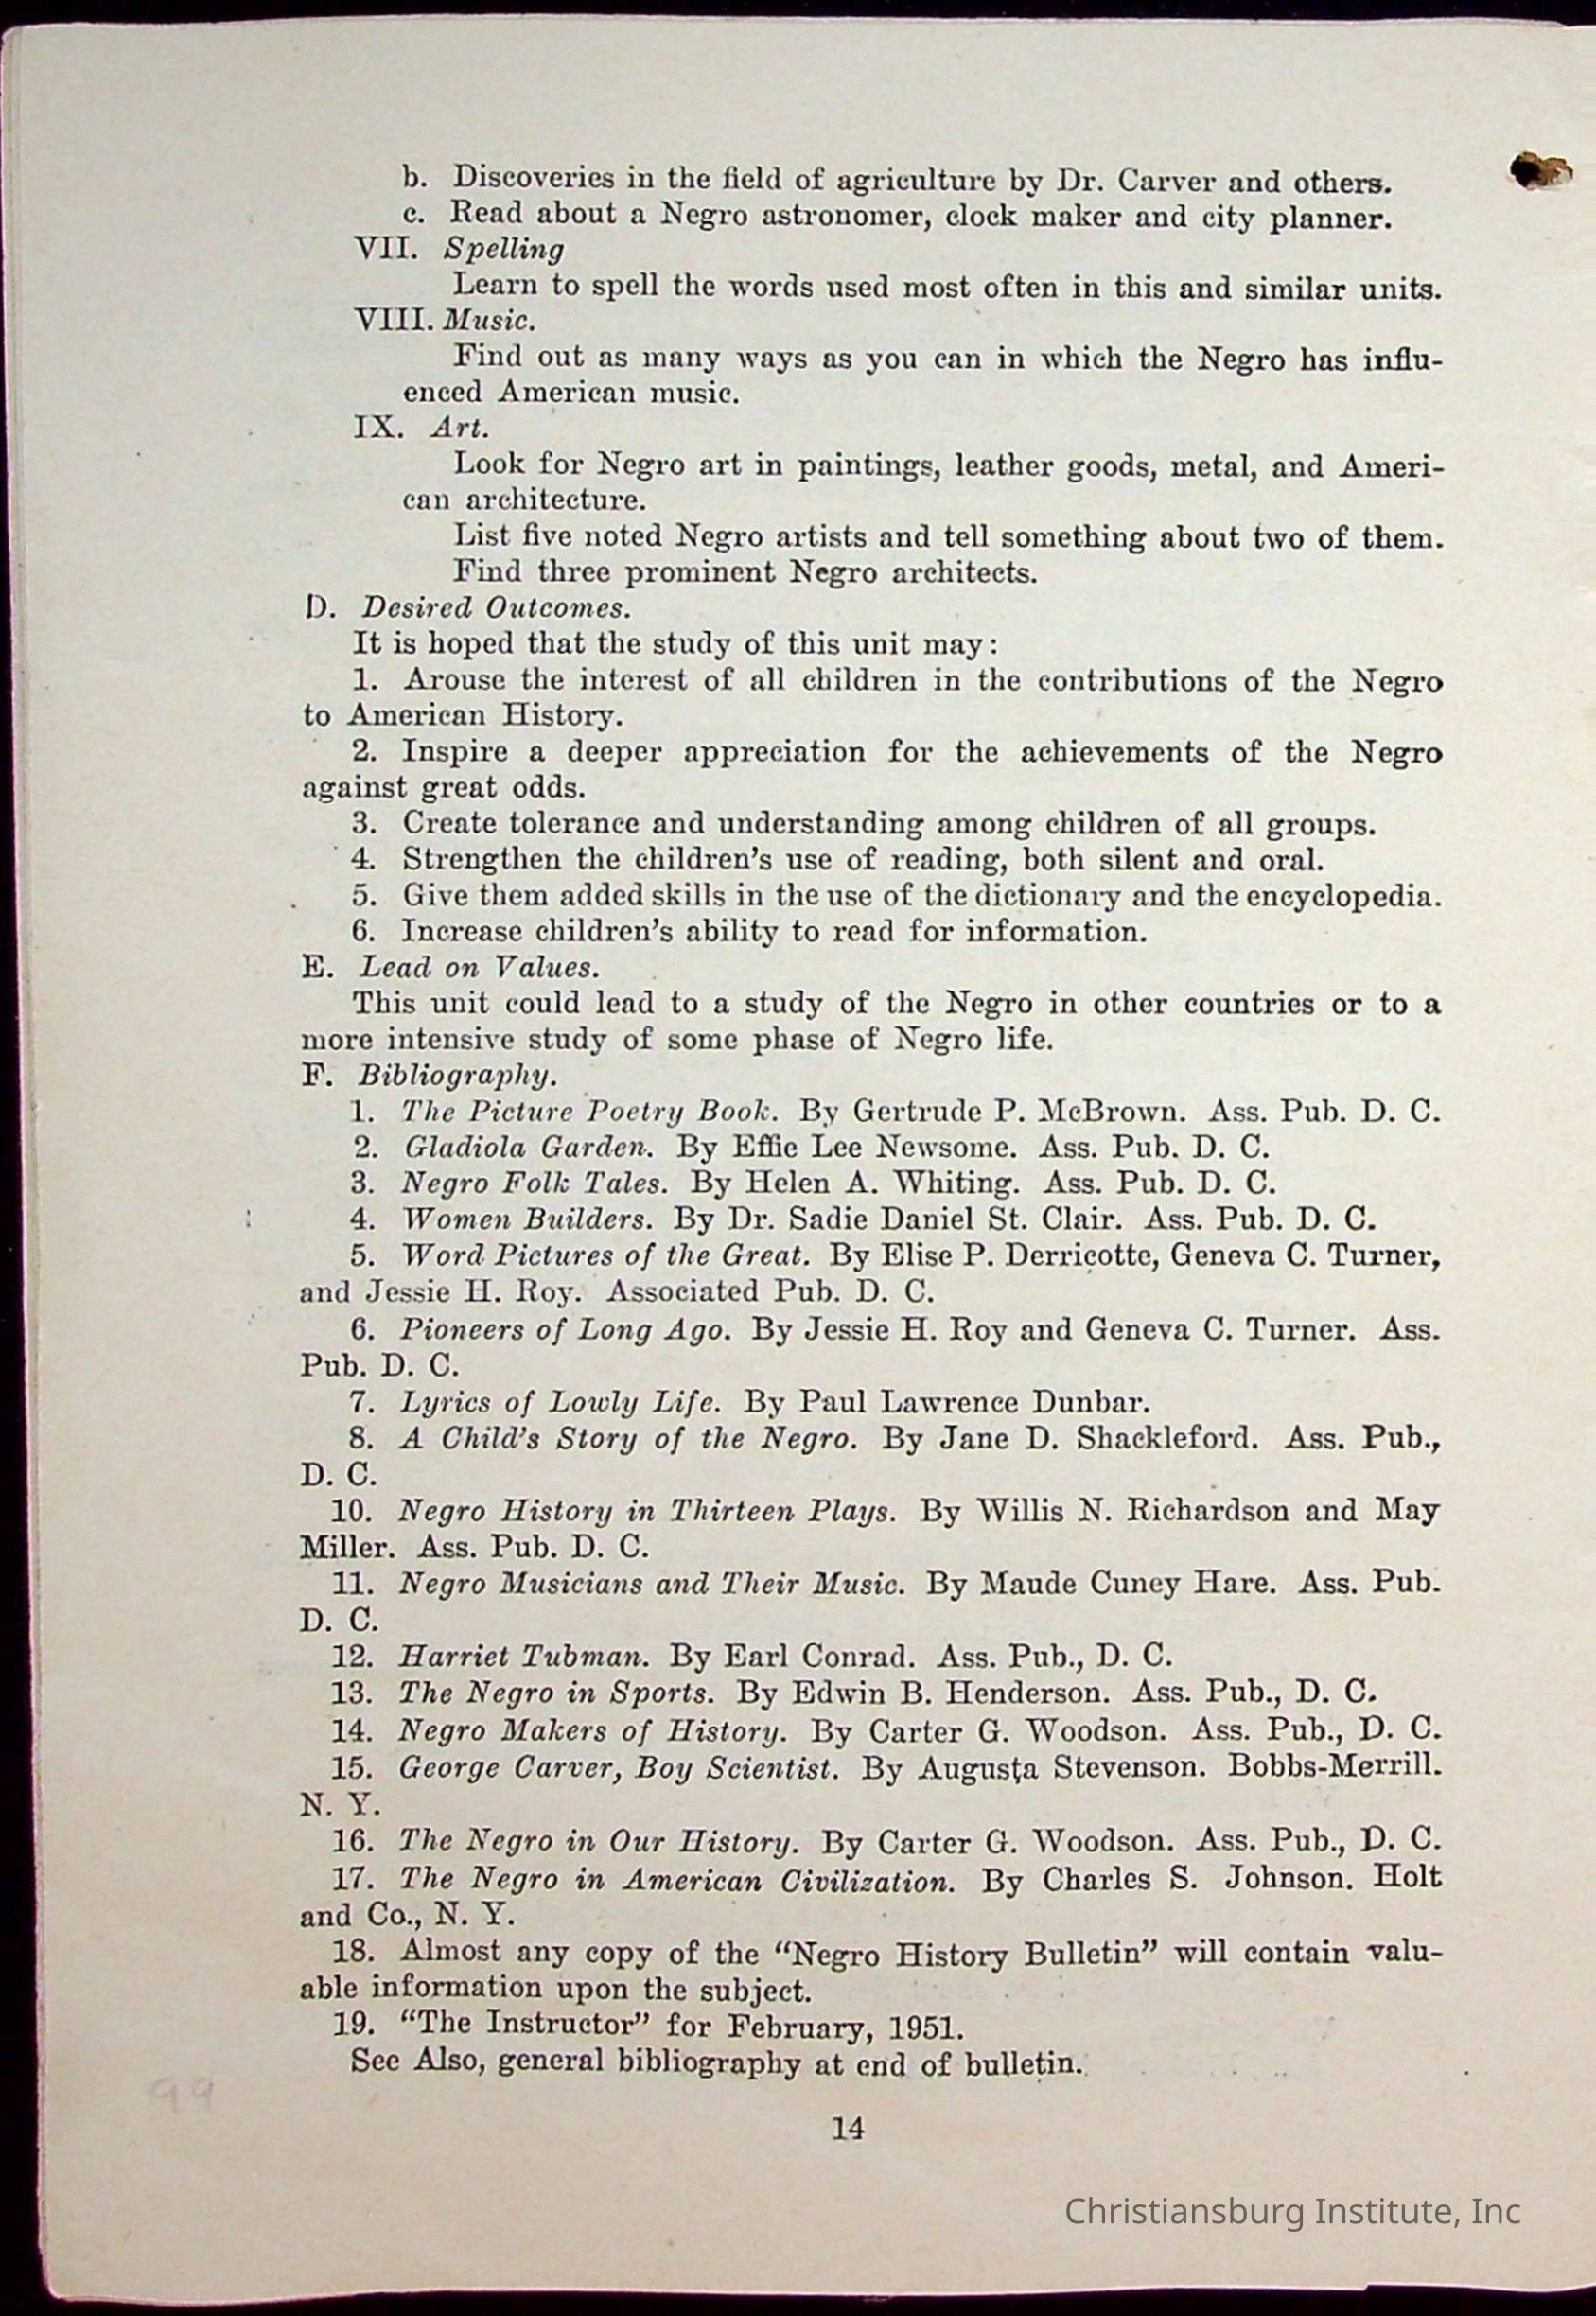 b. Discoveries in the field of agriculture by Dr. Carver and others.
c. Read about a Negro astronomer, clock maker and city planner.
VII. Spelling
Learn to spell the words used most often in this and similar units.
VIII. Music.
Find out as many ways as you can in which the Negro has influ-
enced American music.
IX. Art.
Look for Negro art in paintings, leather goods, metal, and Ameri-
can architecture.
List five noted Negro artists and tell something about two of them.
Find three prominent Negro architects.
D. Desired Outcomes.
It is hoped that the study of this unit may:
1. Arouse the interest of all children in the contributions of the Negro
to American History.
2. Inspire a deeper appreciation for the achievements of the Negro
against great odds.
3. Create tolerance and understanding among children of all groups.
4. Strengthen the children's use of reading, both silent and oral.
5. Give them added skills in the use of the dictionary and the encyclopedia.
6. Increase children's ability to read for information.
E. Lead on Values.
This unit could lead to a study of the Negro in other countries or to a
more intensive study of some phase of Negro life.
F. Bibliography.
1. The Picture Poetry Book. By Gertrude P. McBrown. Ass. Pub. D. C.
2. Gladiola Garden. By Effie Lee Newsome. Ass. Pub. D. C.
3. Negro Folk Tales. By Helen A. Whiting. Ass. Pub. D. C.
4. Women Builders. By Dr. Sadie Daniel St. Clair. Ass. Pub. D. C.
5. Word Pictures of the Great. By Elise P. Derricotte, Geneva C. Turner,
and Jessie H. Roy. Associated Pub. D. C.
6. Pioneers of Long Ago. By Jessie H. Roy and Geneva C. Turner. Ass.
Pub. D. C.
7. Lyrics of Lowly Life. By Paul Lawrence Dunbar.
8. A Child's Story of the Negro. By Jane D. Shackleford. Ass. Pub.,
D. C.
10. Negro History in Thirteen Plays. By Willis N. Richardson and May
Miller. Ass. Pub. D. C.
11. Negro Musicians and Their Music. By Maude Cuney Hare. Ass. Pub.
D. C.
12. Harriet Tubman. By Earl Conrad. Ass. Pub., D. C.
13. The Negro in Sports. By Edwin B. Henderson. Ass. Pub., D. C.
14. Negro Makers of History. By Carter G. Woodson. Ass. Pub., D. C.
15. George Carver, Boy Scientist. By Augusta Stevenson. Bobbs-Merrill.
N. Y.
16. The Negro in Our History. By Carter G. Woodson. Ass. Pub., D. C.
17. The Negro in American Civilization. By Charles S. Johnson. Holt
and Co., N. Y.
18. Almost any copy of the "Negro History Bulletin" will contain valu-
able information upon the subject.
19. "The Instructor" for February, 1951.
See Also, general bibliography at end of bulletin.
99
14
Christiansburg Institute, Inc